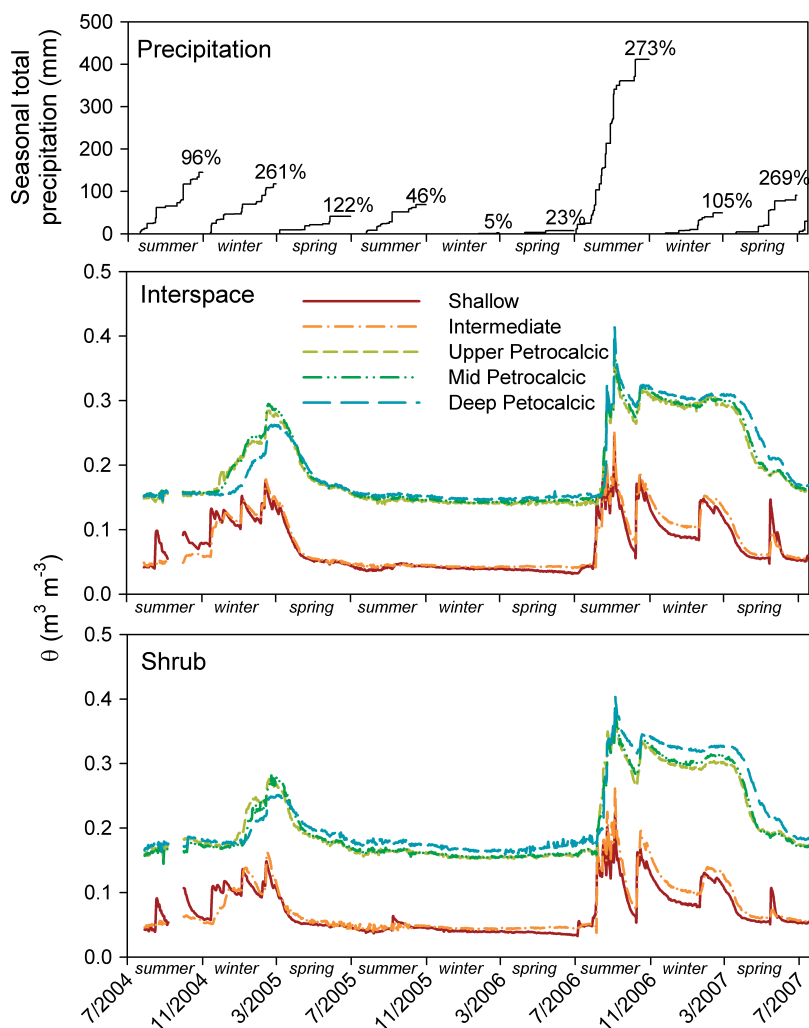 Precipitation
Seasonal total
precipitation (mm)
500
400
300
200
100
0
96%
261%
122%
46%
5%
23%
273%
105%
269%
summer winter spring summer winter spring summer winter spring
Interspace
0.5
0.4
0.3
0.2
0.1
0.0
Shallow
Intermediate
Upper Petrocalcic
Mid Petrocalcic
Deep Petocalcic
summer winter spring summer winter spring summer winter spring
θ (m³ m⁻³)
Shrub
0.5
0.4
0.3
0.2
0.1
0.0
summer winter spring summer winter spring summer winter spring
7/2004 11/2004 3/2005 7/2005 11/2005 3/2006 7/2006 11/2006 3/2007 7/2007